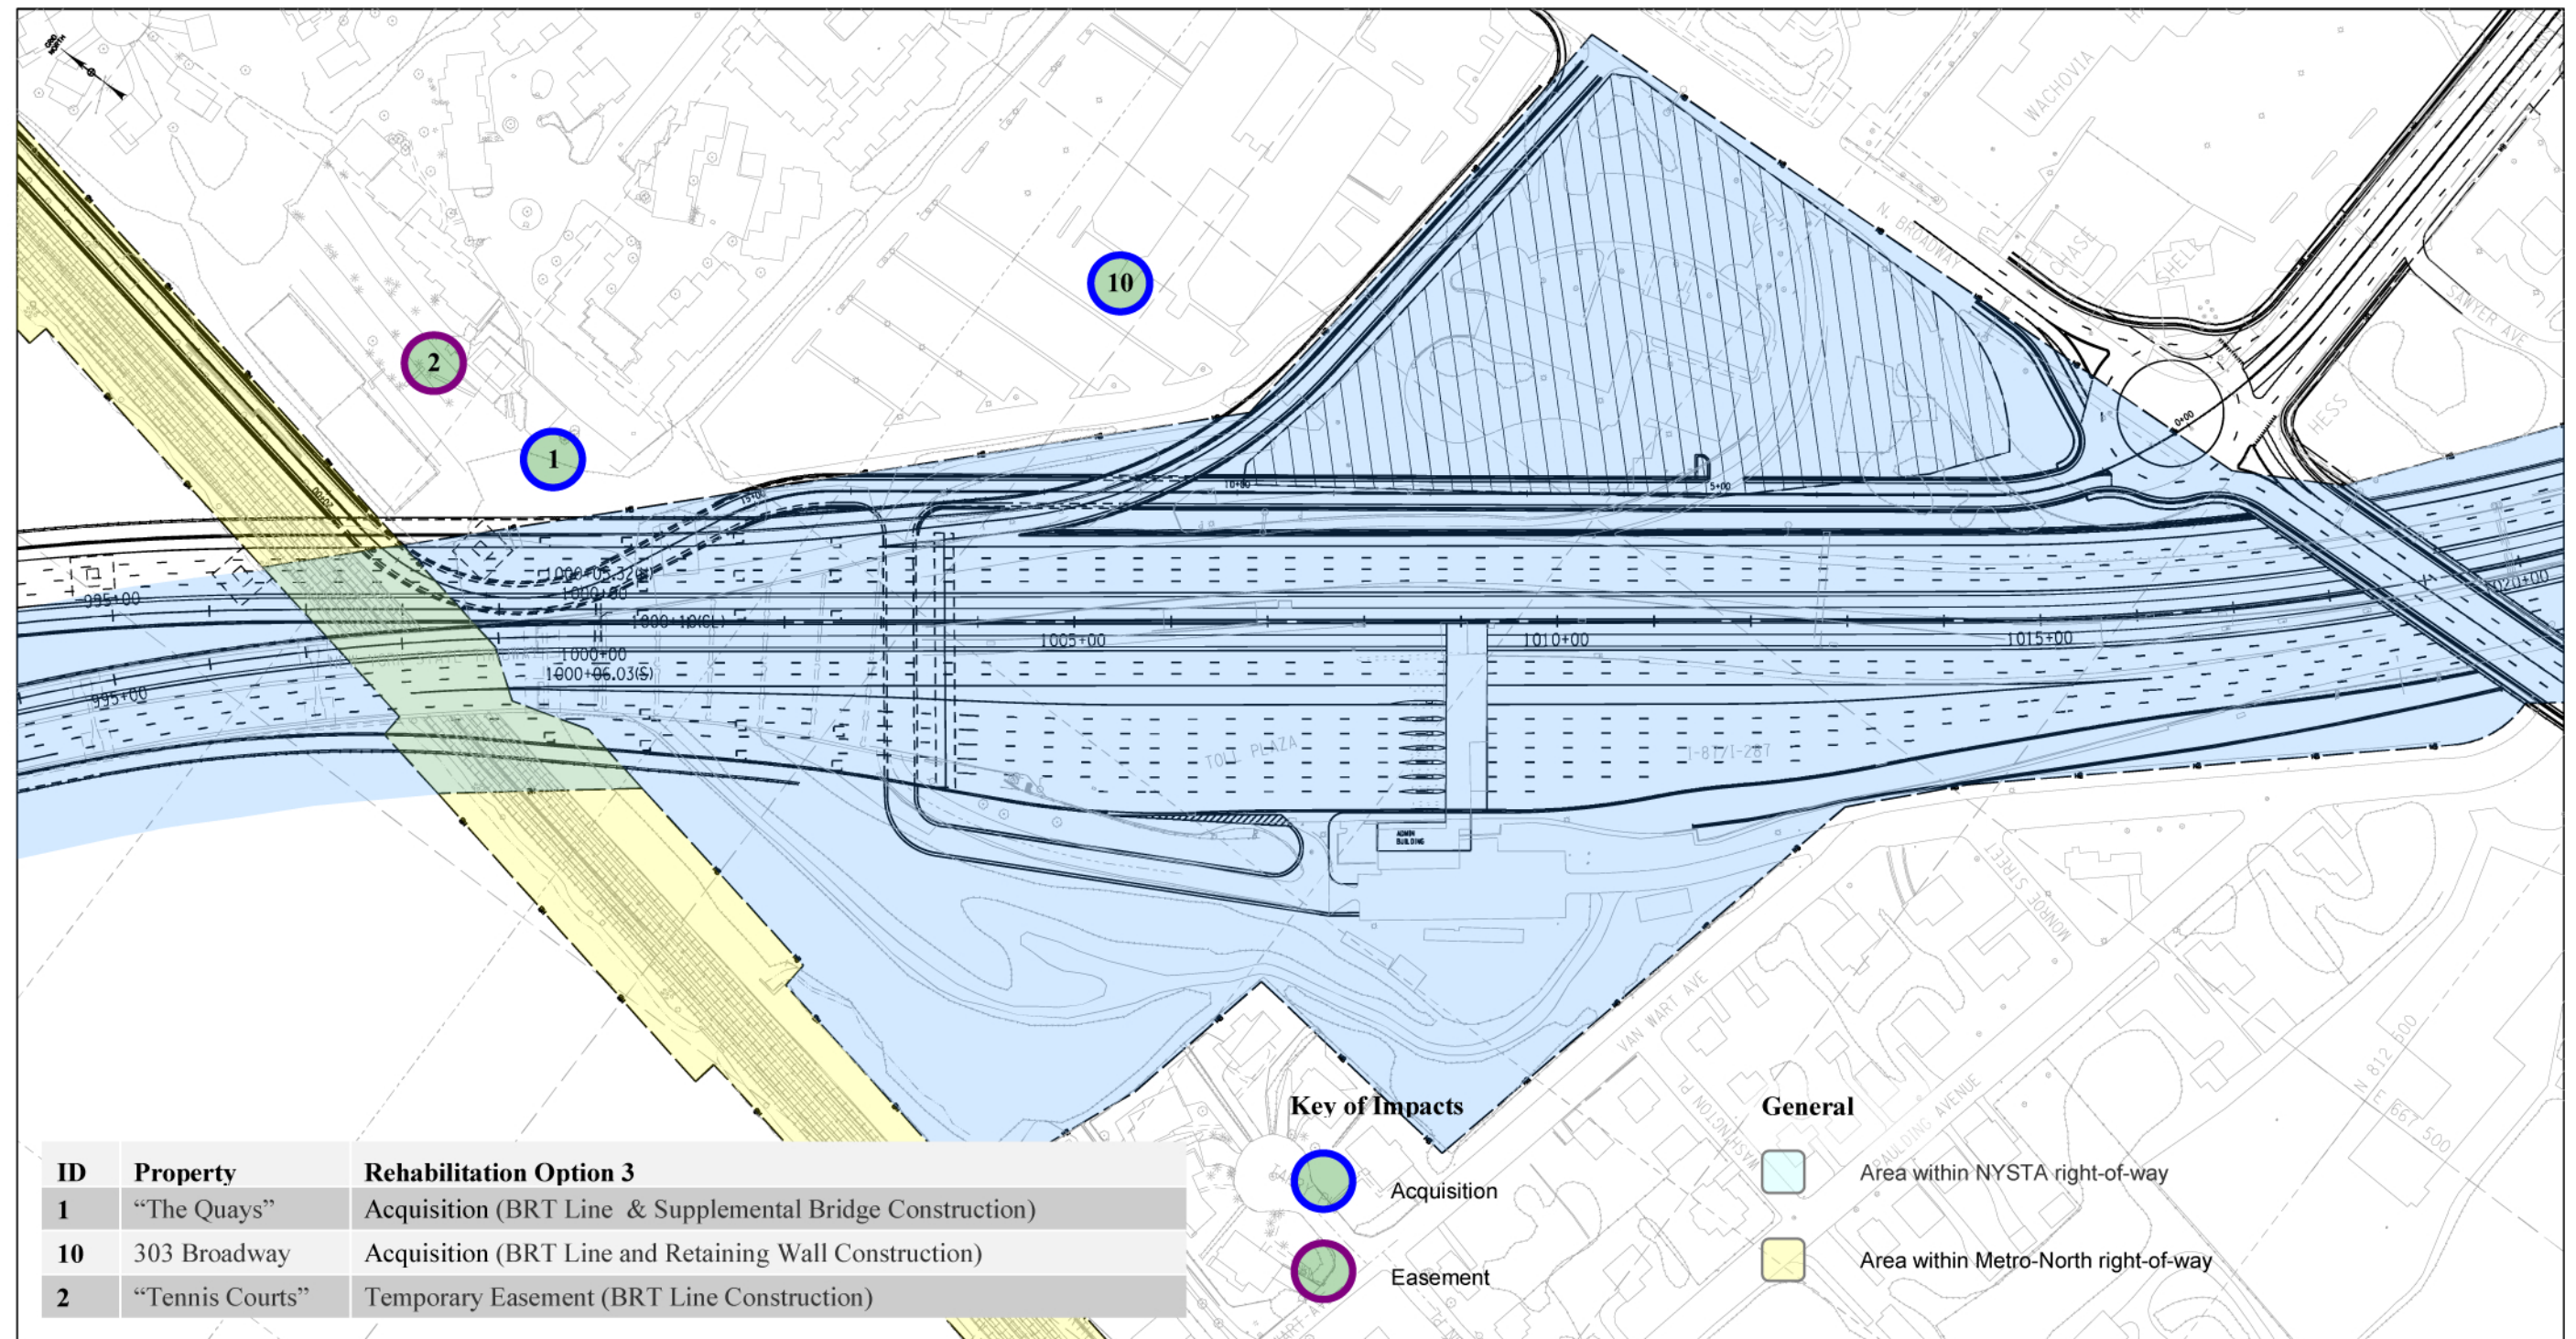 GRID
NORTH
WACHOVIA
N. BROADWAY
CHASE
SHELL
SAWYER AVE
HESS
10
2
1
0+00
15+00
10+00
5+00
995+00
1000+05.32(N)
1000+00
1000+10(CL)
1000+00
1000+06.03(S)
995+00
1005+00
1010+00
1015+00
1020+00
TOLL PLAZA
I-87/I-287
ADMIN
BUILDING
MONROE STREET
VAN WART AVE
WASHINGTON PL
PAULDING AVENUE
N 812 500
E 667 500
ID Property Rehabilitation Option 3
1 “The Quays” Acquisition (BRT Line & Supplemental Bridge Construction)
10 303 Broadway Acquisition (BRT Line and Retaining Wall Construction)
2 “Tennis Courts” Temporary Easement (BRT Line Construction)
Key of Impacts
Acquisition
Easement
General
Area within NYSTA right-of-way
Area within Metro-North right-of-way